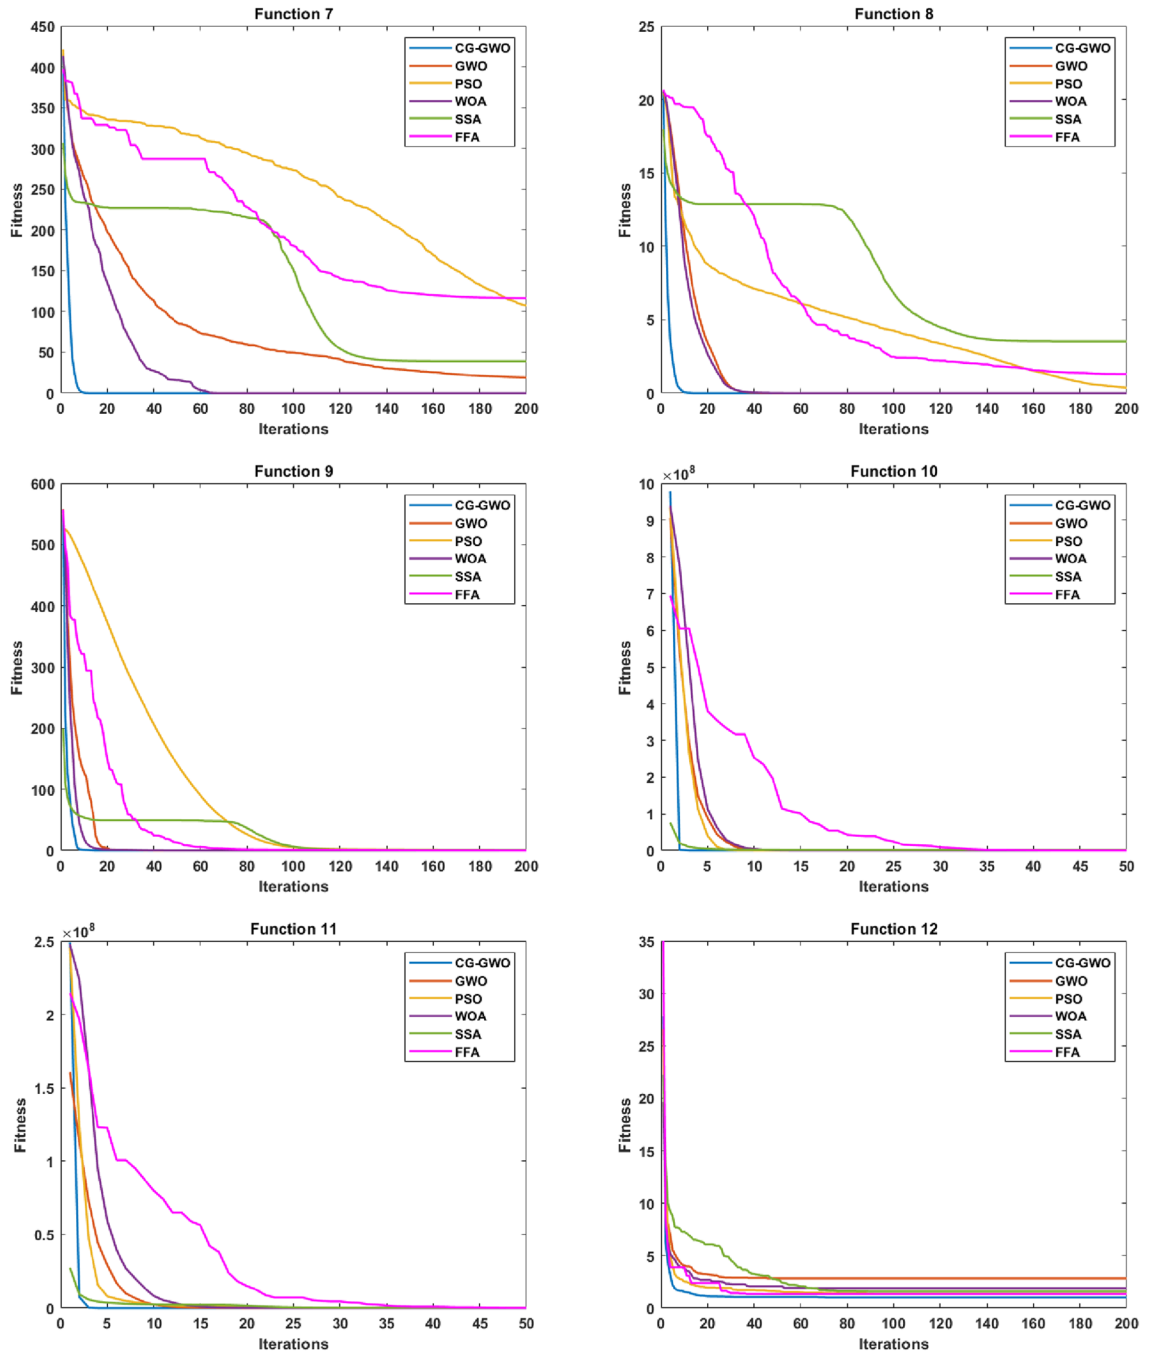 Function 7
450
400
350
300
250
200
150
100
50
0
Fitness
CG-GWO
GWO
PSO
WOA
SSA
FFA
0 20 40 60 80 100 120 140 160 180 200
Iterations
Function 8
25
20
15
10
5
0
Fitness
CG-GWO
GWO
PSO
WOA
SSA
FFA
0 20 40 60 80 100 120 140 160 180 200
Iterations
Function 9
600
500
400
300
200
100
0
Fitness
CG-GWO
GWO
PSO
WOA
SSA
FFA
0 20 40 60 80 100 120 140 160 180 200
Iterations
Function 10
×10^8
10
9
8
7
6
5
4
3
2
1
0
Fitness
CG-GWO
GWO
PSO
WOA
SSA
FFA
0 5 10 15 20 25 30 35 40 45 50
Iterations
Function 11
×10^8
2.5
2
1.5
1
0.5
0
Fitness
CG-GWO
GWO
PSO
WOA
SSA
FFA
0 5 10 15 20 25 30 35 40 45 50
Iterations
Function 12
35
30
25
20
15
10
5
0
Fitness
CG-GWO
GWO
PSO
WOA
SSA
FFA
0 20 40 60 80 100 120 140 160 180 200
Iterations